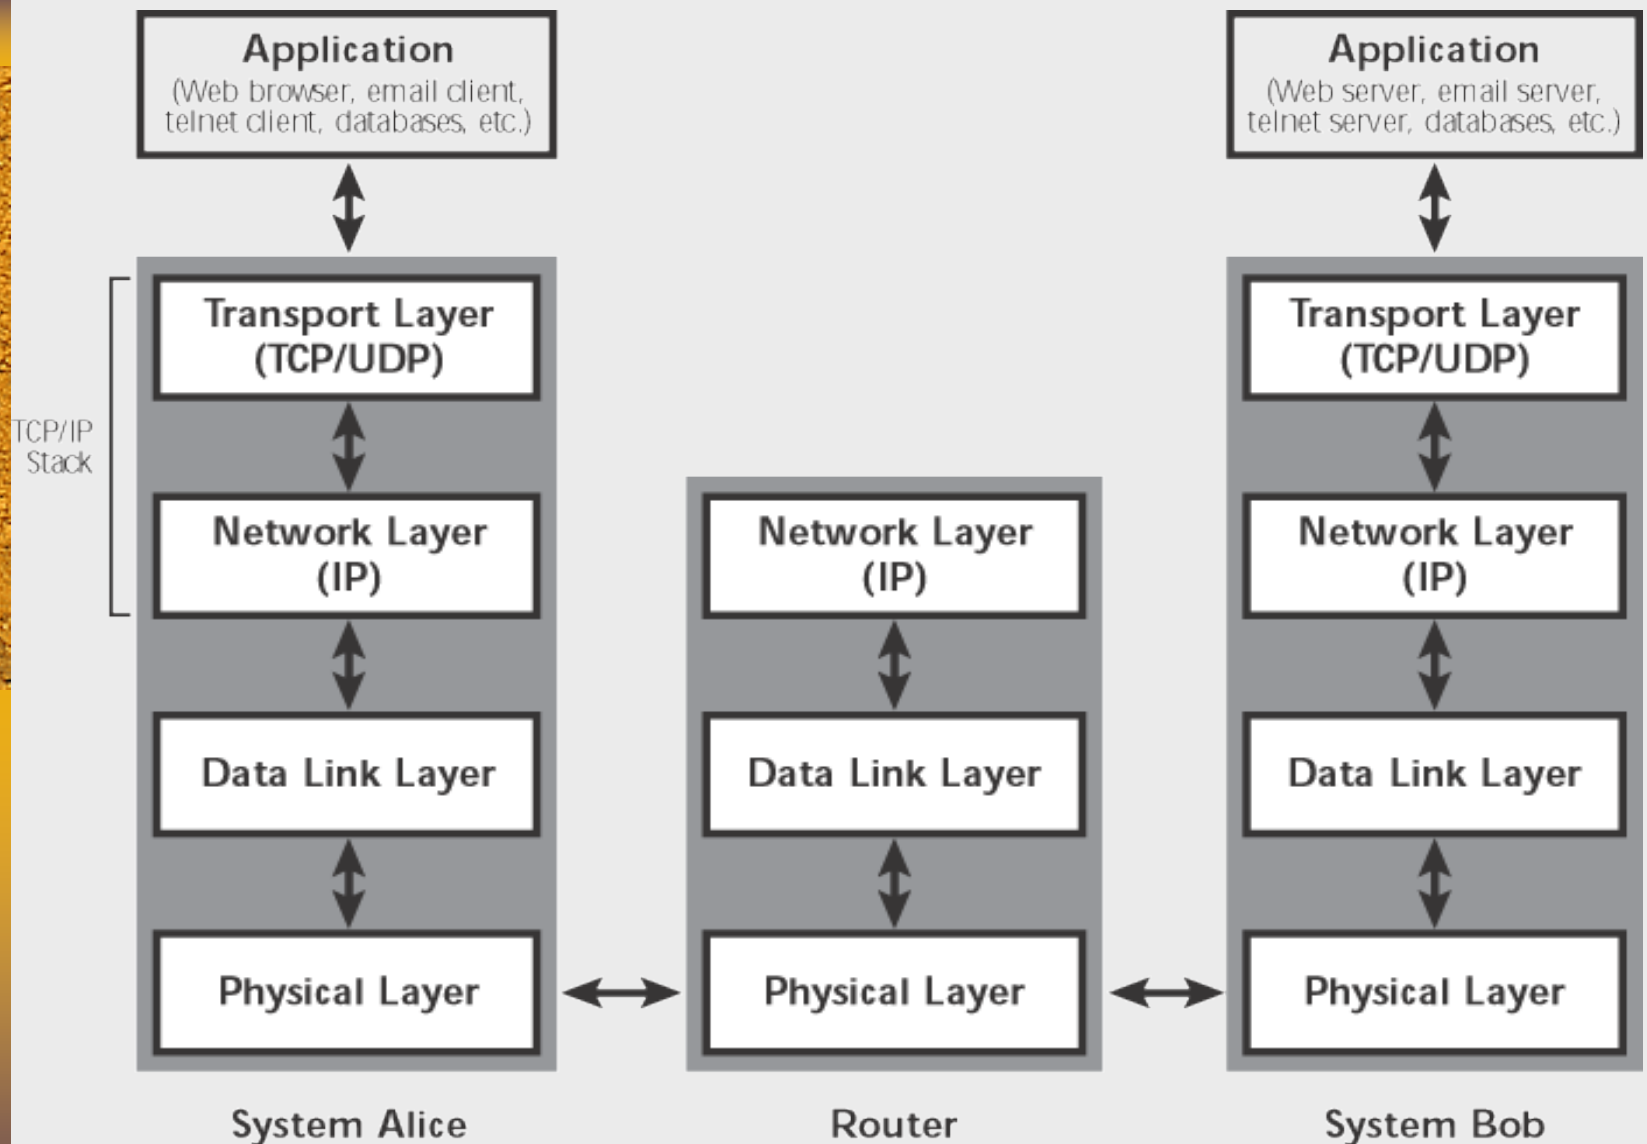 Application
(Web browser, email client,
telnet client, databases, etc.)
Application
(Web server, email server,
telnet server, databases, etc.)
TCP/IP
Stack
Transport Layer
(TCP/UDP)
Network Layer
(IP)
Data Link Layer
Physical Layer
System Alice
Network Layer
(IP)
Data Link Layer
Physical Layer
Router
Transport Layer
(TCP/UDP)
Network Layer
(IP)
Data Link Layer
Physical Layer
System Bob